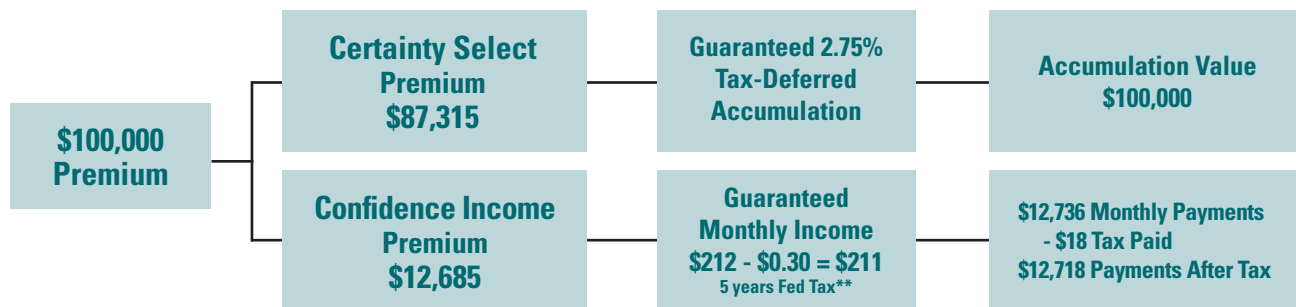 $100,000
Premium
Certainty Select
Premium
$87,315
Guaranteed 2.75%
Tax-Deferred
Accumulation
Accumulation Value
$100,000
Confidence Income
Premium
$12,685
Guaranteed
Monthly Income
$212 - $0.30 = $211
5 years Fed Tax**
$12,736 Monthly Payments
- $18 Tax Paid
$12,718 Payments After Tax